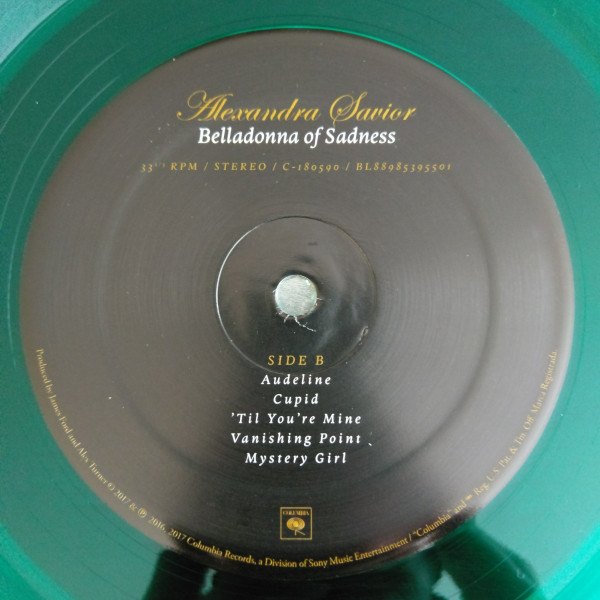 Alexandra Savior
Belladonna of Sadness
33⅓ RPM / STEREO / C-180590 / BL88985395501
SIDE B
Audeline
Cupid
'Til You're Mine
Vanishing Point
Mystery Girl
COLUMBIA
Produced by James Ford and Alex Turner © 2017 & ℗ 2016, 2017 Columbia Records, a Division of Sony Music Entertainment / "Columbia" and Reg. U.S. Pat. & Tm. Off. Marca Registrada